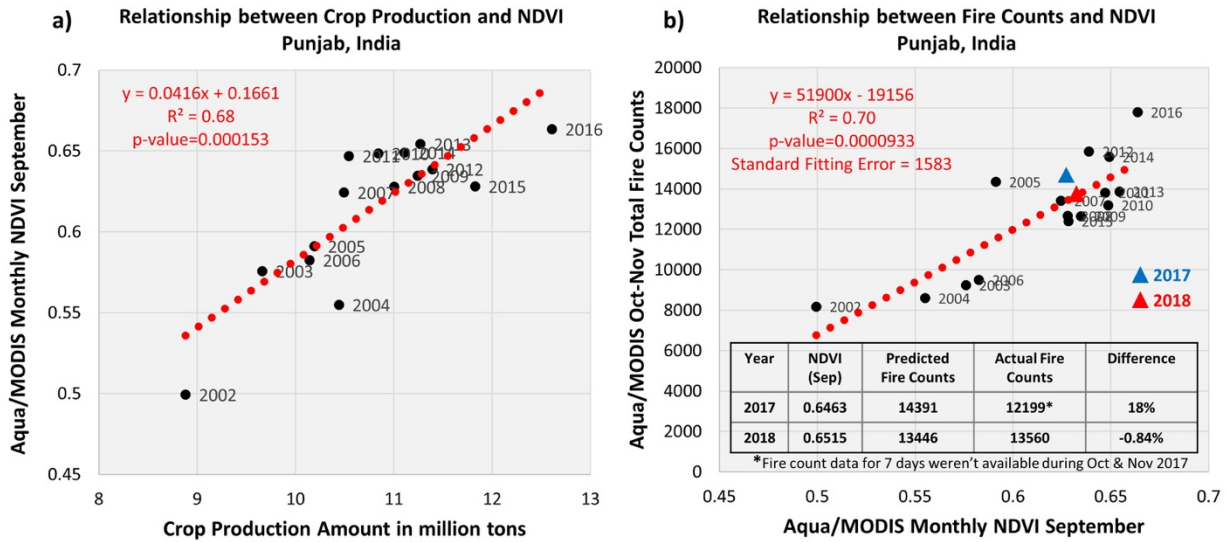 a)
Relationship between Crop Production and NDVI
Punjab, India
y = 0.0416x + 0.1661
R² = 0.68
p-value=0.000153
Aqua/MODIS Monthly NDVI September
0.7
0.65
0.6
0.55
0.5
0.45
2016
2013
2011
2010
2014
2012
2009
2007
2008
2015
2005
2006
2003
2004
2002
8 9 10 11 12 13
Crop Production Amount in million tons
b)
Relationship between Fire Counts and NDVI
Punjab, India
y = 51900x - 19156
R² = 0.70
p-value=0.0000933
Standard Fitting Error = 1583
Aqua/MODIS Oct-Nov Total Fire Counts
20000
18000
16000
14000
12000
10000
8000
6000
4000
2000
0
2016
2012
2014
2005
2013
2007
2010
2009
2015
2006
2003
2004
2002
2017
2018
Year NDVI (Sep) Predicted Fire Counts Actual Fire Counts Difference
2017 0.6463 14391 12199* 18%
2018 0.6515 13446 13560 -0.84%
*Fire count data for 7 days weren't available during Oct & Nov 2017
0.45 0.5 0.55 0.6 0.65 0.7
Aqua/MODIS Monthly NDVI September